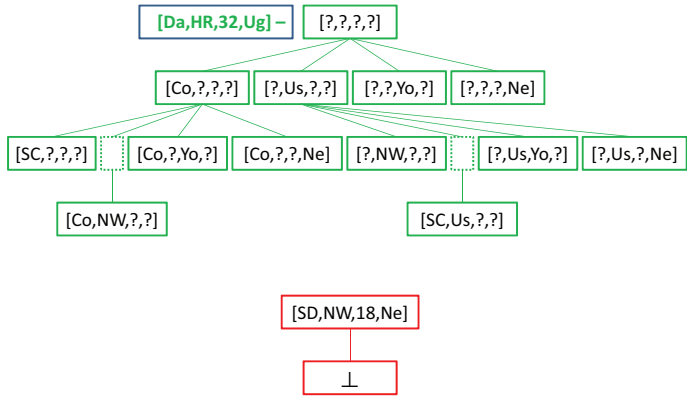 [Da,HR,32,Ug] –
[?,?,?,?]
[Co,?,?,?]
[?,Us,?,?]
[?,?,Yo,?]
[?,?,?,Ne]
[SC,?,?,?]
[Co,?,Yo,?]
[Co,?,?,Ne]
[?,NW,?,?]
[?,Us,Yo,?]
[?,Us,?,Ne]
[Co,NW,?,?]
[SC,Us,?,?]
[SD,NW,18,Ne]
⊥